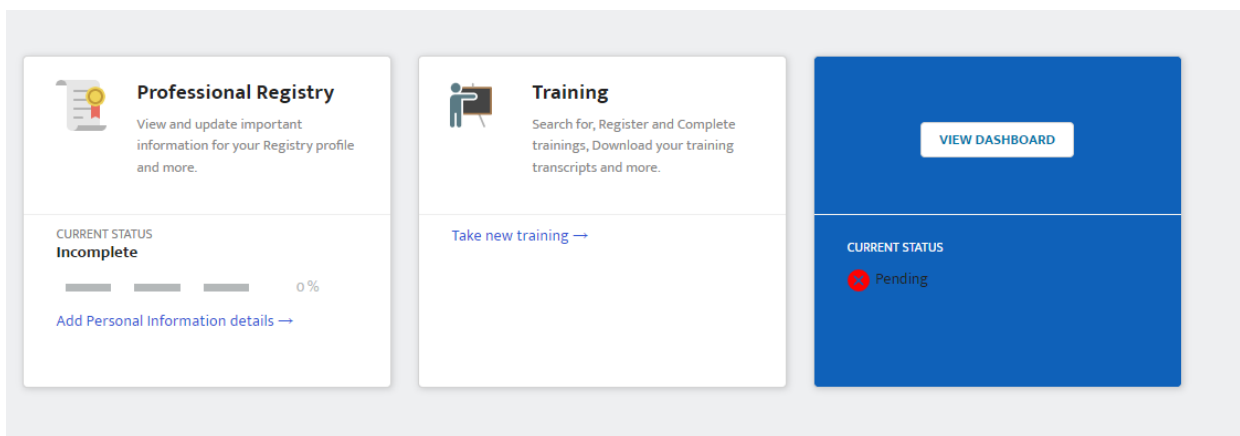 Professional Registry
View and update important
information for your Registry profile
and more.
CURRENT STATUS
Incomplete
0%
Add Personal Information details →
Training
Search for, Register and Complete
trainings, Download your training
transcripts and more.
Take new training →
VIEW DASHBOARD
CURRENT STATUS
Pending